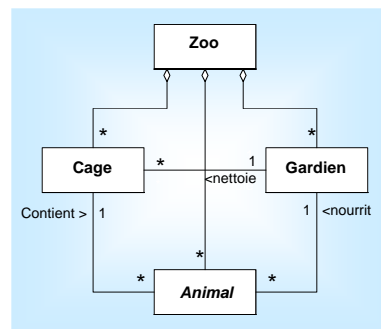 Zoo
* *
Cage * 1 Gardien
<nettoie
Contient > 1 1 <nourrit
*
* Animal *